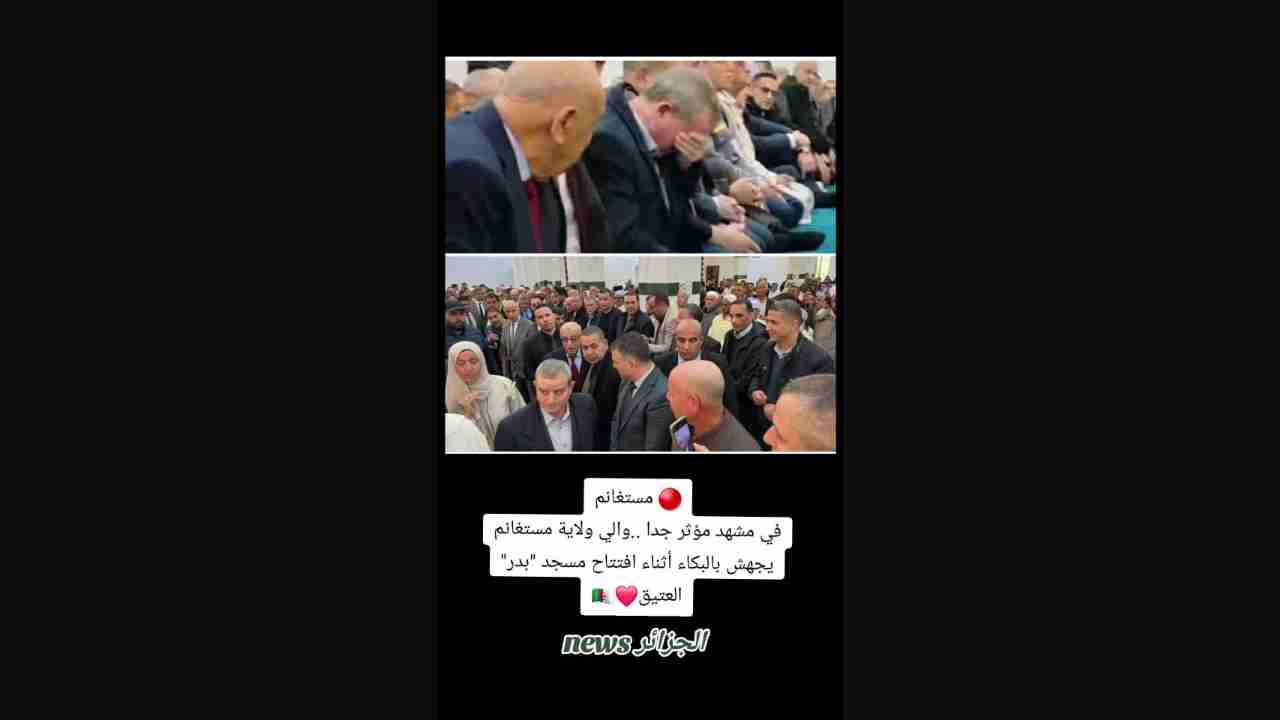 🔴 مستغانم
في مشهد مؤثر جدا ..والي ولاية مستغانم
يجهش بالبكاء أثناء افتتاح مسجد "بدر"
العتيق❤️🇩🇿
الجزائر news